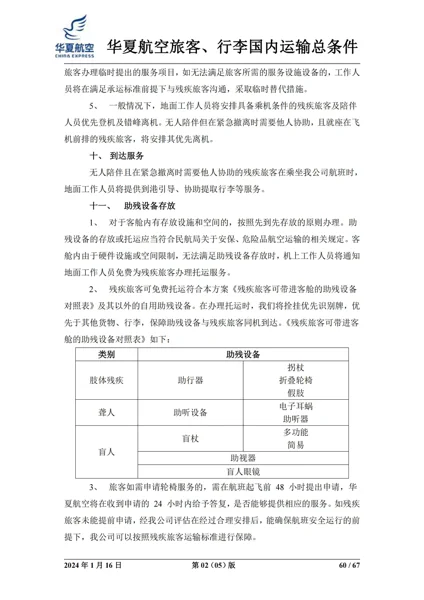 华夏航空
CHINA EXPRESS
华夏航空旅客、行李国内运输总条件
旅客办理临时提出的服务项目，如无法满足旅客所需的服务设施设备的，工作人
员将在满足承运标准前提下与残疾旅客沟通，采取临时替代措施。
5、 一般情况下，地面工作人员将安排具备乘机条件的残疾旅客及陪伴
人员优先登机及错峰离机。无人陪伴但在紧急撤离时需要他人协助，且就座在飞
机前排的残疾旅客，将安排其优先离机。
十、 到达服务
无人陪伴且在紧急撤离时需要他人协助的残疾旅客在乘坐我公司航班时，
地面工作人员将提供到港引导、协助提取行李等服务。
十一、 助残设备存放
1、 对于客舱内有存放设施和空间的，按照先到先存放的原则办理。助
残设备的存放或托运应当符合民航局关于安保、危险品航空运输的相关规定。客
舱内由于硬件设施或空间限制，无法满足助残设备存放时，机上工作人员将通知
地面工作人员免费为残疾旅客办理托运服务。
2、 残疾旅客可免费托运符合本方案《残疾旅客可带进客舱的助残设备
对照表》及其以外的自用助残设备。在办理托运时，我们将拴挂优先识别牌，优
先于其他货物、行李，保障助残设备与残疾旅客同机到达。《残疾旅客可带进客
舱的助残设备对照表》如下：
类别 助残设备
肢体残疾 助行器 拐杖
折叠轮椅
假肢
聋人 助听设备 电子耳蜗
助听器
盲人 盲杖 多功能
简易
助视器
盲人眼镜
3、 旅客如需申请轮椅服务的，需在航班起飞前 48 小时提出申请，华
夏航空将在收到申请的 24 小时内给予答复，是否能够提供相应的服务。如残疾
旅客未能提前申请，经我公司评估在经过合理安排后，能确保航班安全运行的前
提下，我公司可以按照残疾旅客运输标准进行保障。
2024 年 1 月 16 日 第 02（05）版 60 / 67